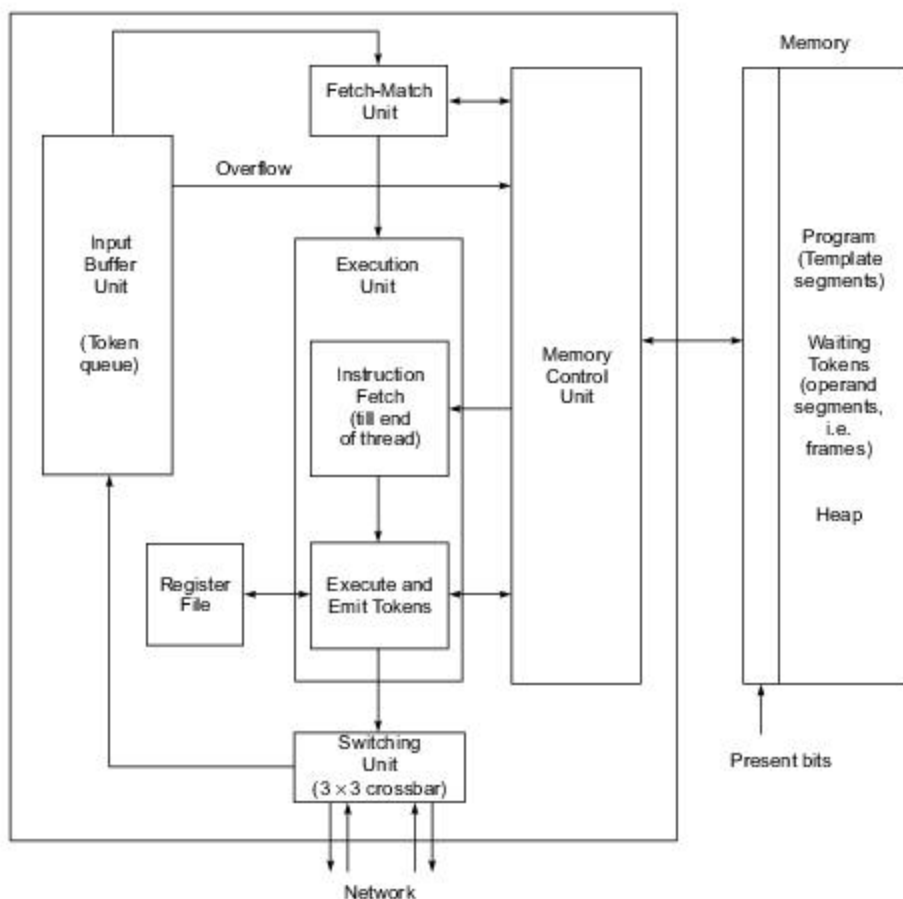 Memory
Fetch-Match
Unit
Overflow
Input
Buffer
Unit
(Token
queue)
Execution
Unit
Instruction
Fetch
(till end
of thread)
Memory
Control
Unit
Program
(Template
segments)
Waiting
Tokens
(operand
segments,
i.e.
frames)
Heap
Register
File
Execute and
Emit Tokens
Switching
Unit
(3 × 3 crossbar)
Present bits
Network